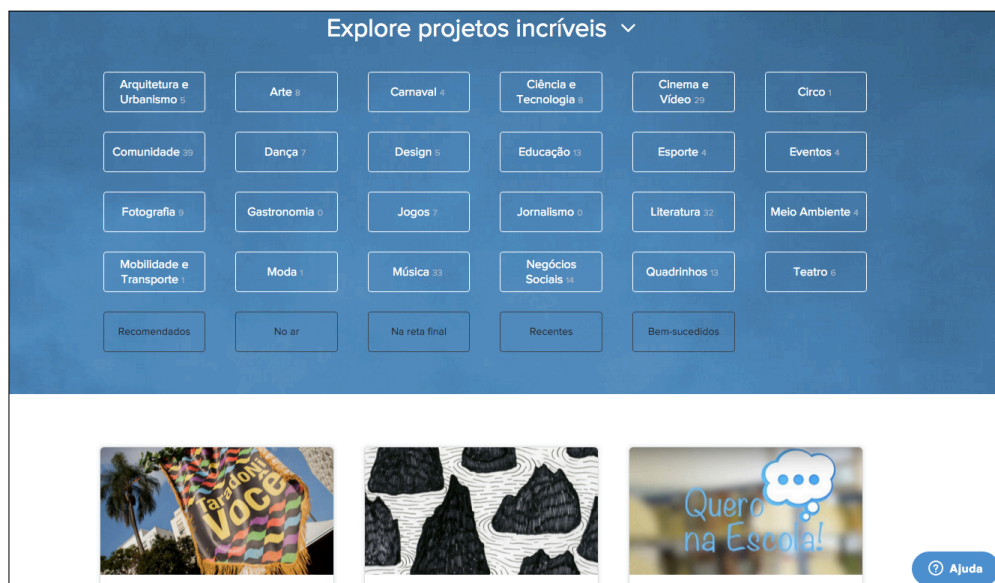 Explore projetos incríveis
Arquitetura e
Urbanismo 5
Arte 8
Carnaval 4
Ciência e
Tecnologia 8
Cinema e
Vídeo 29
Circo 1
Comunidade 39
Dança 7
Design 5
Educação 13
Esporte 4
Eventos 4
Fotografia 9
Gastronomia 0
Jogos 7
Jornalismo 0
Literatura 32
Meio Ambiente 4
Mobilidade e
Transporte 1
Moda 1
Música 33
Negócios
Sociais 14
Quadrinhos 13
Teatro 6
Recomendados
No ar
Na reta final
Recentes
Bem-sucedidos
TaradoNi
Você
Quero
na Escola!
? Ajuda